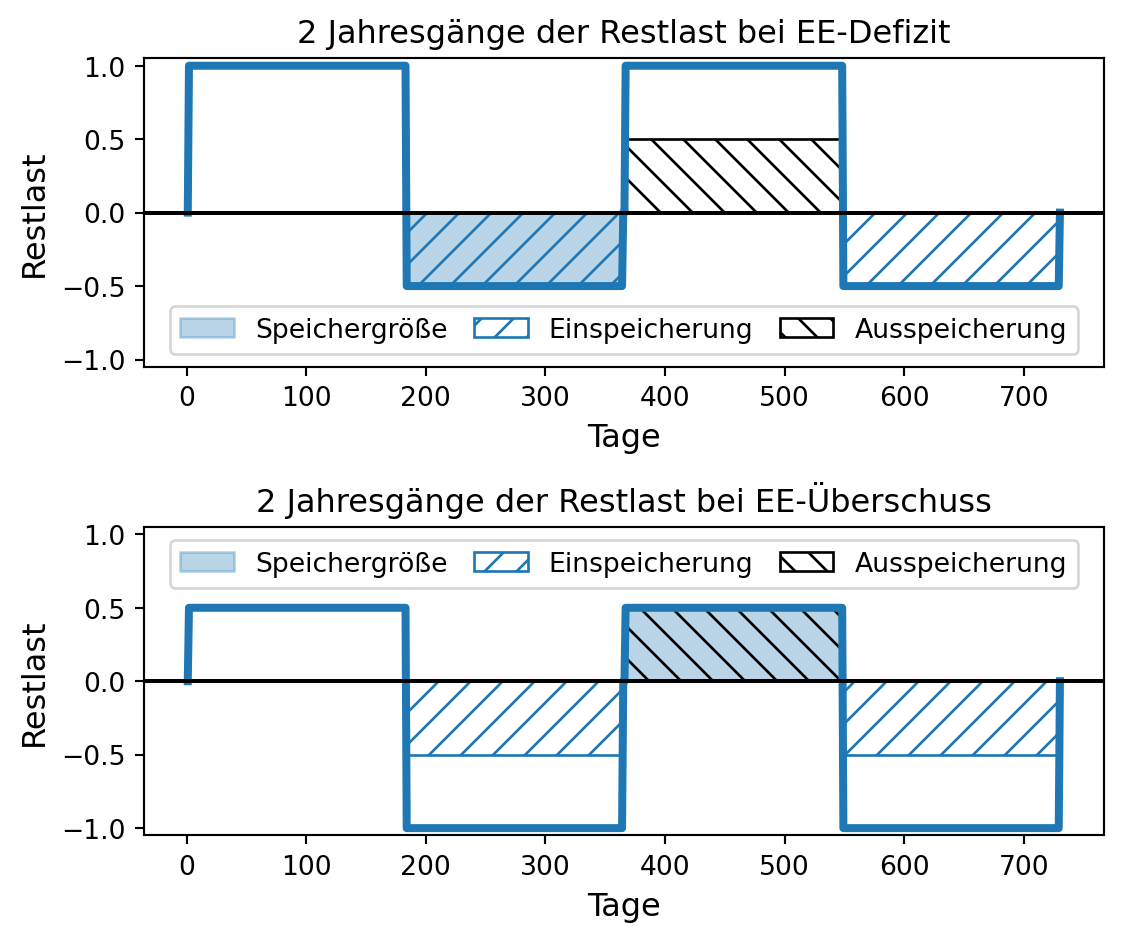 2 Jahresgänge der Restlast bei EE-Defizit
Restlast
1.0
0.5
0.0
−0.5
−1.0
Speichergröße Einspeicherung Ausspeicherung
0 100 200 300 400 500 600 700
Tage
2 Jahresgänge der Restlast bei EE-Überschuss
Restlast
1.0
0.5
0.0
−0.5
−1.0
Speichergröße Einspeicherung Ausspeicherung
0 100 200 300 400 500 600 700
Tage